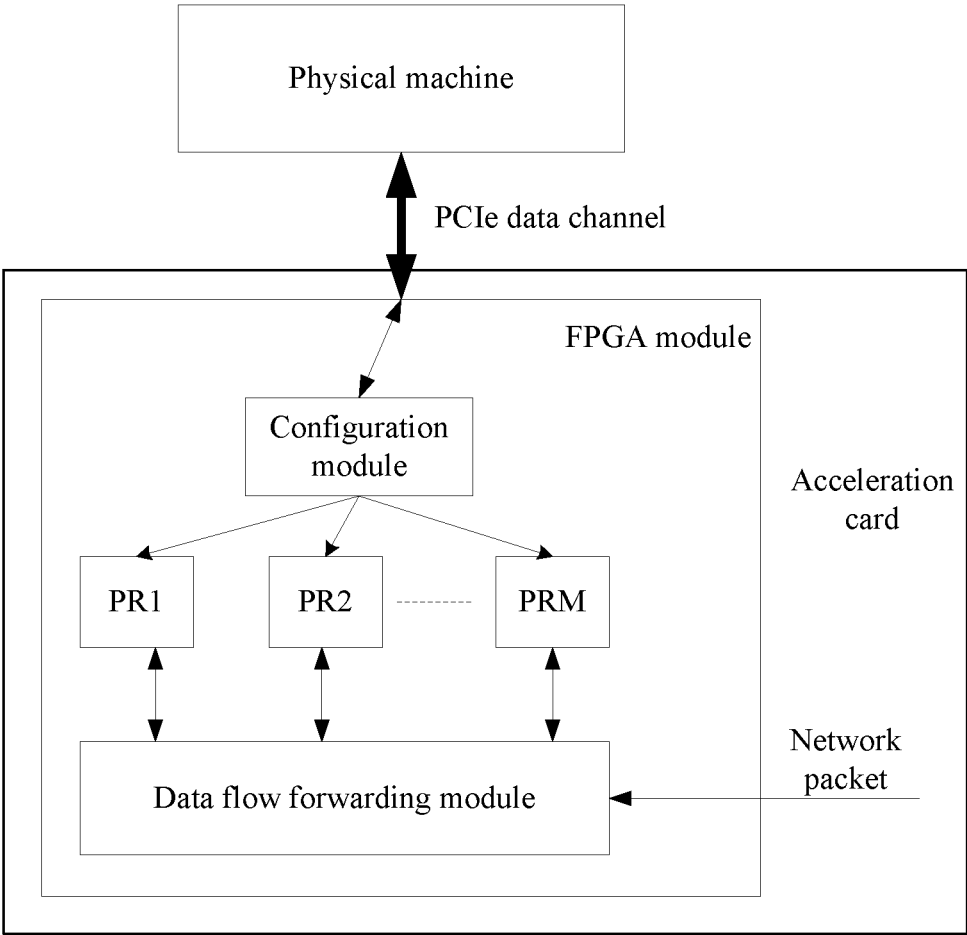 Physical machine
PCIe data channel
FPGA module
Configuration
module
Acceleration
card
PR1
PR2
PRM
Network
packet
Data flow forwarding module